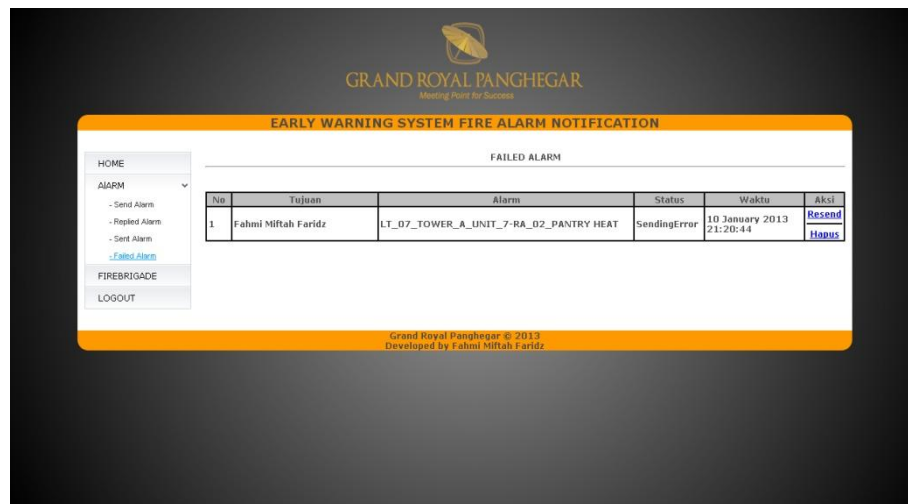 GRAND ROYAL PANGHEGAR
Meeting Point for Success
EARLY WARNING SYSTEM FIRE ALARM NOTIFICATION
HOME
AlARM
- Send Alarm
- Replied Alarm
- Sent Alarm
- Failed Alarm
FIREBRIGADE
LOGOUT
FAILED ALARM
No Tujuan Alarm Status Waktu Aksi
1 Fahmi Miftah Faridz LT_07_TOWER_A_UNIT_7-RA_02_PANTRY HEAT SendingError 10 January 2013 21:20:44 Resend
Hapus
Grand Royal Panghegar © 2013
Developed by Fahmi Miftah Faridz